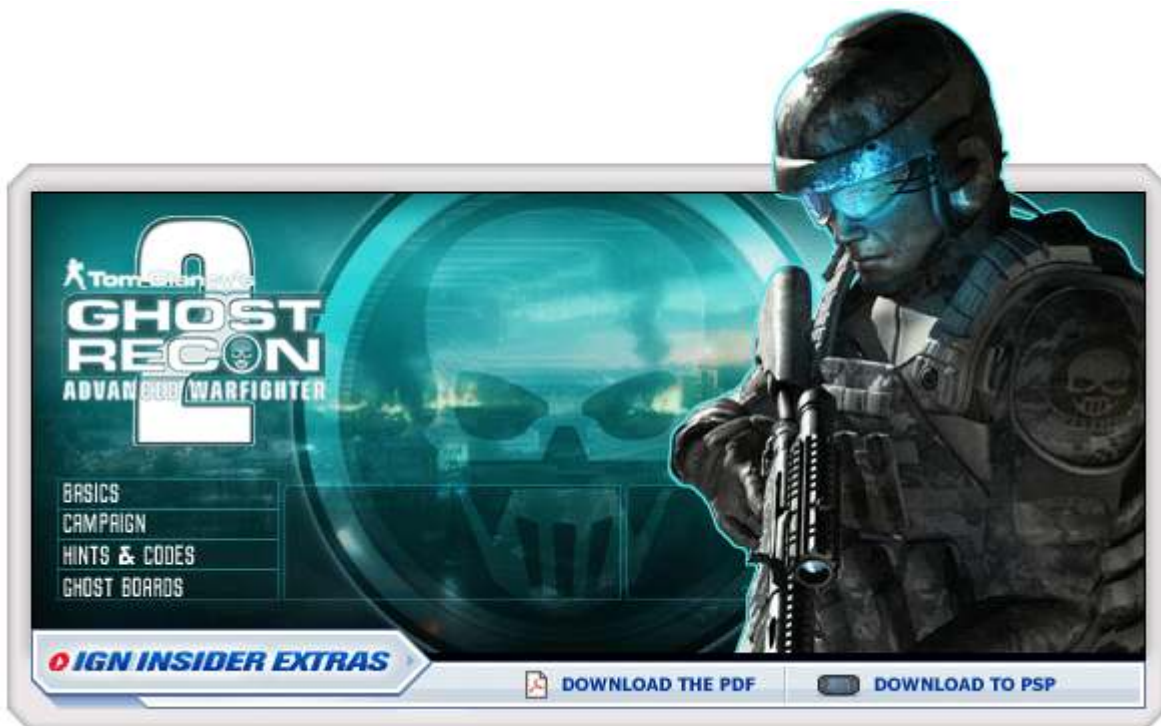 2
Tom Clancy's
GHOST
RECON
ADVANCED WARFIGHTER
BASICS
CAMPAIGN
HINTS & CODES
GHOST BOARDS
IGN INSIDER EXTRAS
DOWNLOAD THE PDF
DOWNLOAD TO PSP